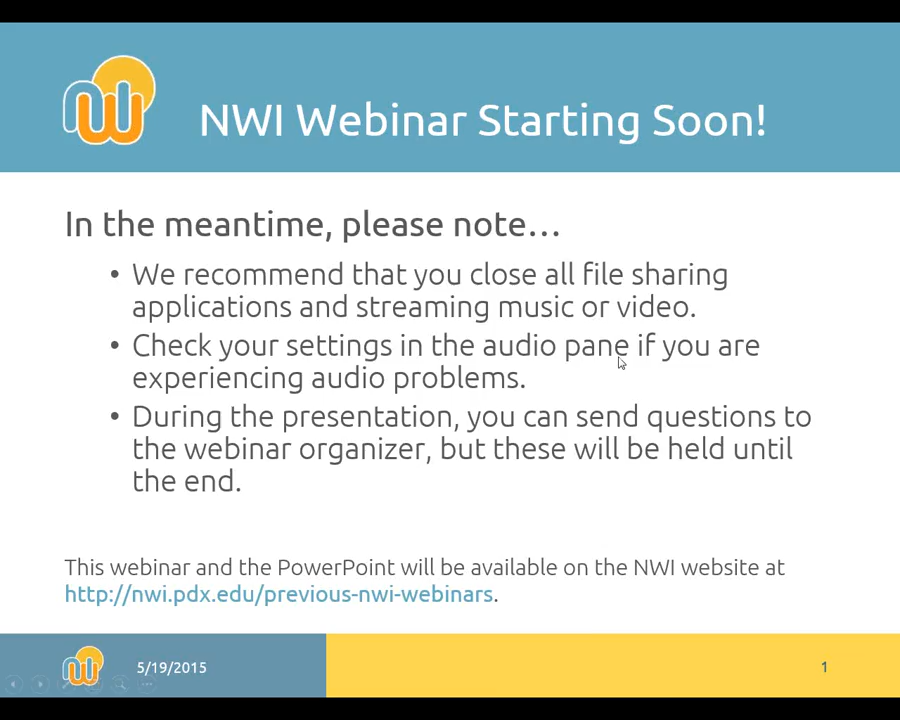 nw
NWI Webinar Starting Soon!
In the meantime, please note…
• We recommend that you close all file sharing
applications and streaming music or video.
• Check your settings in the audio pane if you are
experiencing audio problems.
• During the presentation, you can send questions to
the webinar organizer, but these will be held until
the end.
This webinar and the PowerPoint will be available on the NWI website at
http://nwi.pdx.edu/previous-nwi-webinars.
nw
5/19/2015
1